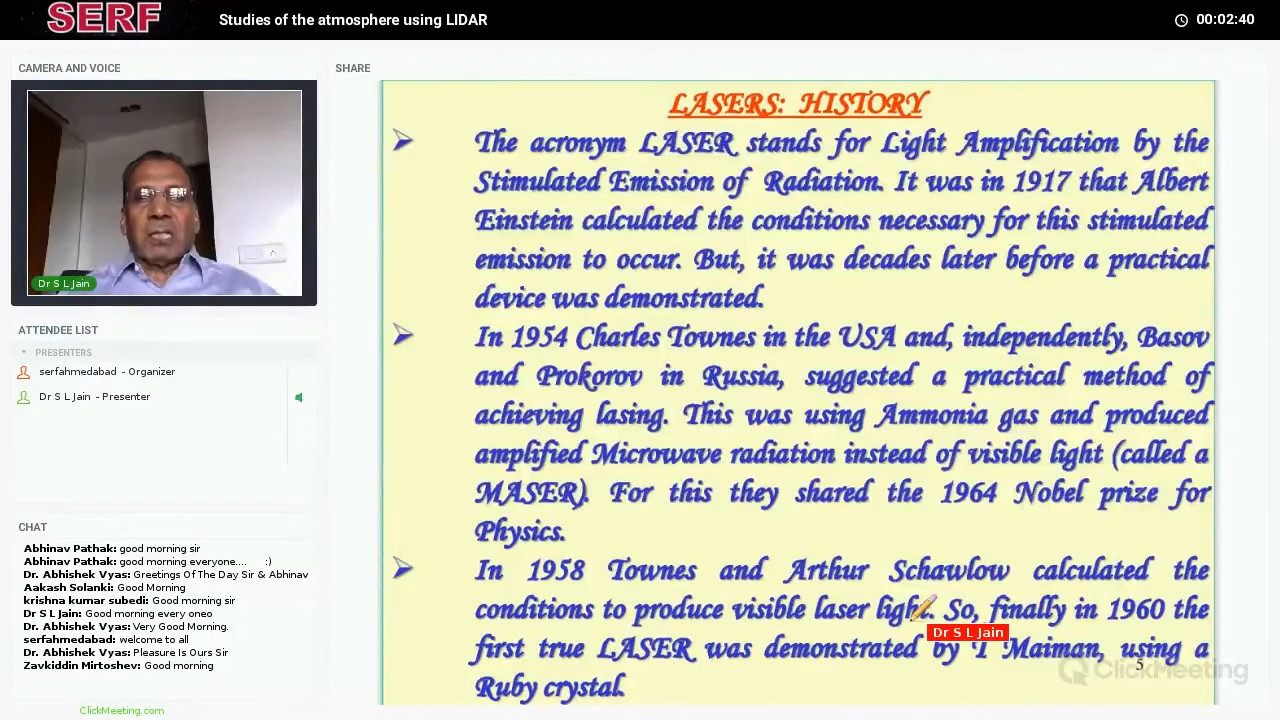 SERF
Studies of the atmosphere using LIDAR
00:02:40
CAMERA AND VOICE
Dr S L Jain
ATTENDEE LIST
PRESENTERS
serfahmedabad - Organizer
Dr S L Jain - Presenter
CHAT
Abhinav Pathak: good morning sir
Abhinav Pathak: good morning everyone.... :)
Dr. Abhishek Vyas: Greetings Of The Day Sir & Abhinav
Aakash Solanki: Good Morning
krishna kumar subedi: Good morning sir
Dr S L Jain: Good morning every oneo
Dr. Abhishek Vyas: Very Good Morning.
serfahmedabad: welcome to all
Dr. Abhishek Vyas: Pleasure Is Ours Sir
Zavkiddin Mirtoshev: Good morning
ClickMeeting.com
SHARE
LASERS: HISTORY
The acronym LASER stands for Light Amplification by the
Stimulated Emission of Radiation. It was in 1917 that Albert
Einstein calculated the conditions necessary for this stimulated
emission to occur. But, it was decades later before a practical
device was demonstrated.
In 1954 Charles Townes in the USA and, independently, Basov
and Prokorov in Russia, suggested a practical method of
achieving lasing. This was using Ammonia gas and produced
amplified Microwave radiation instead of visible light (called a
MASER). For this they shared the 1964 Nobel prize for
Physics.
In 1958 Townes and Arthur Schawlow calculated the
conditions to produce visible laser light. So, finally in 1960 the
Dr S L Jain
first true LASER was demonstrated by T Maiman, using a
Ruby crystal.
5
ClickMeeting